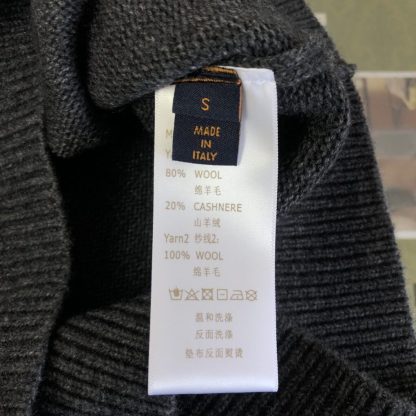 S
MADE
IN
ITALY
80% WOOL
绵羊毛
20% CASHNERE
山羊绒
Yarn2 纱线2:
100% WOOL
绵羊毛
温和洗涤
反面洗涤
垫布反面熨烫